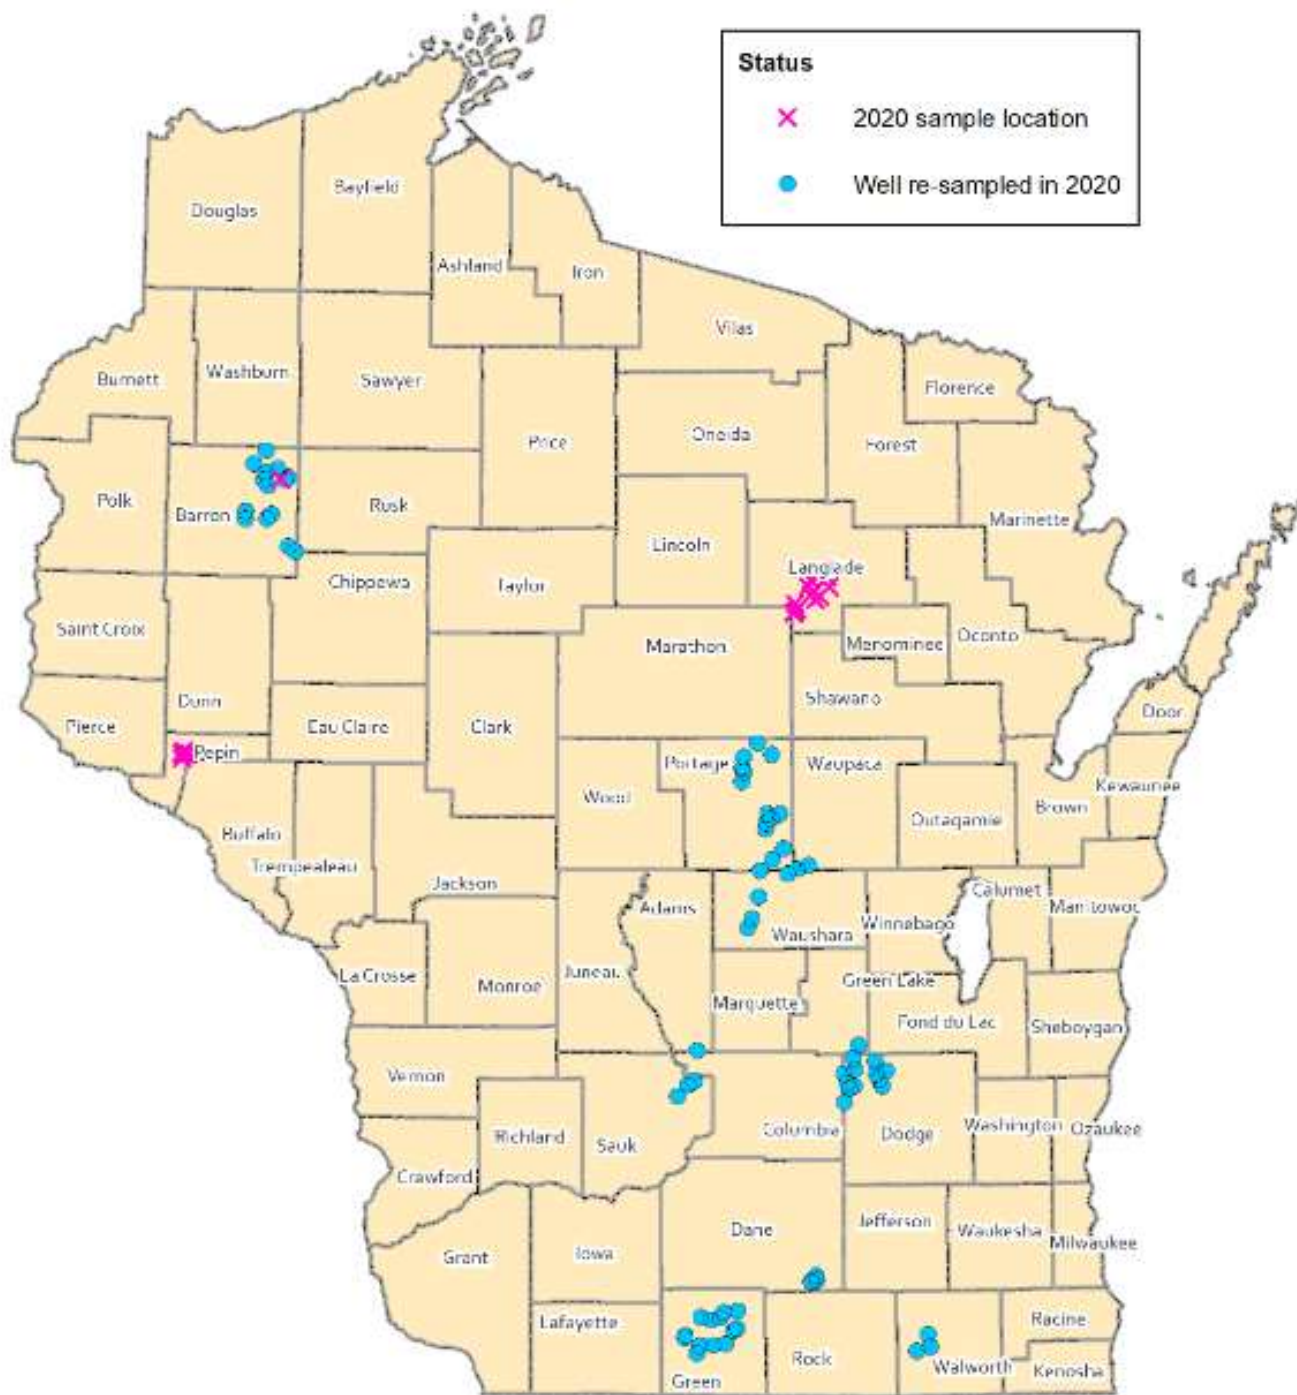 Status
2020 sample location
Well re-sampled in 2020
Bayfield
Douglas
Ashland
Iron
Vilas
Washburn
Burnett
Sawyer
Florence
Price
Oneida
Forest
Polk
Barron
Rusk
Marinette
Lincoln
Langlade
Chippewa
Taylor
Saint Croix
Marathon
Menominee
Oconto
Dunn
Shawano
Pierce
Eau Claire
Clark
Door
Pepin
Portage
Waupaca
Wood
Kewaunee
Brown
Buffalo
Outagamie
Trempealeau
Jackson
Calumet
Adams
Manitowoc
Winnebago
Waushara
La Crosse
Juneau
Monroe
Green Lake
Marquette
Fond du Lac
Sheboygan
Vernon
Columbia
Dodge
Washington
Ozaukee
Richland
Sauk
Crawford
Dane
Jefferson
Waukesha
Milwaukee
Grant
Iowa
Lafayette
Racine
Rock
Walworth
Kenosha
Green